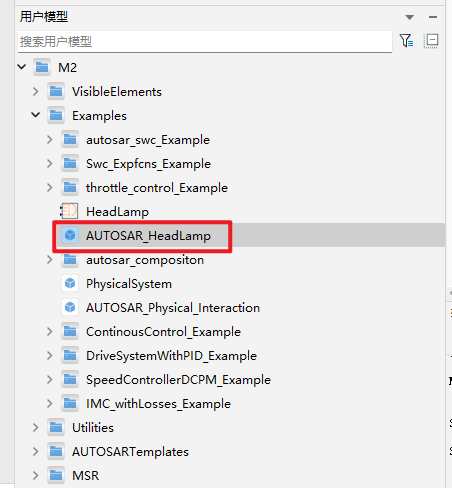 用户模型
搜索用户模型
M2
VisibleElements
Examples
autosar_swc_Example
Swc_Expfcns_Example
throttle_control_Example
HeadLamp
AUTOSAR_HeadLamp
autosar_compositon
PhysicalSystem
AUTOSAR_Physical_Interaction
ContinousControl_Example
DriveSystemWithPID_Example
SpeedControllerDCPM_Example
IMC_withLosses_Example
Utilities
AUTOSARTemplates
MSR